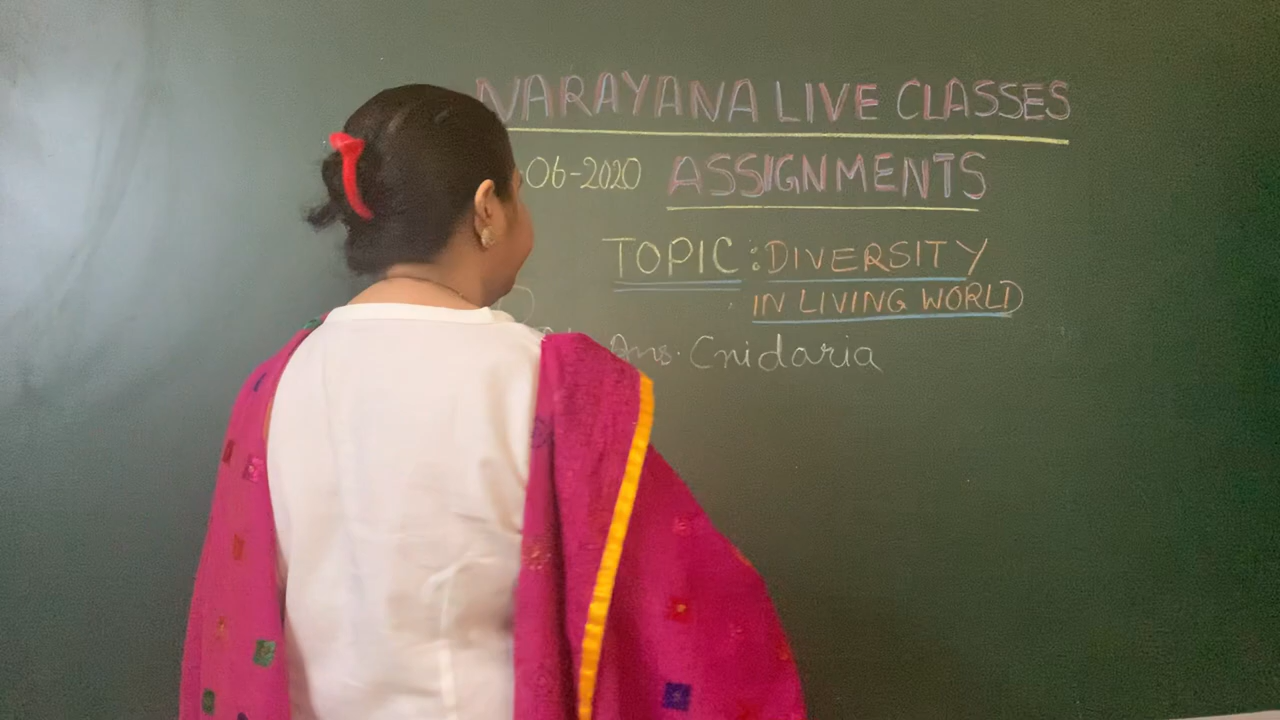 NARAYANA LIVE CLASSES
-06-2020 ASSIGNMENTS
TOPIC : DIVERSITY
IN LIVING WORLD
Ans. Cnidaria